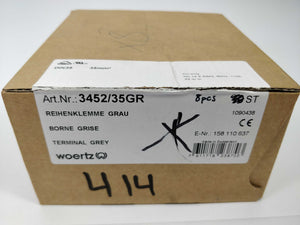 Art.Nr.: 3452/35GR
8pcs ST
REIHENKLEMME GRAU
1090438
BORNE GRISE
CE
TERMINAL GREY
E-Nr.: 158 110 637
woertz
414